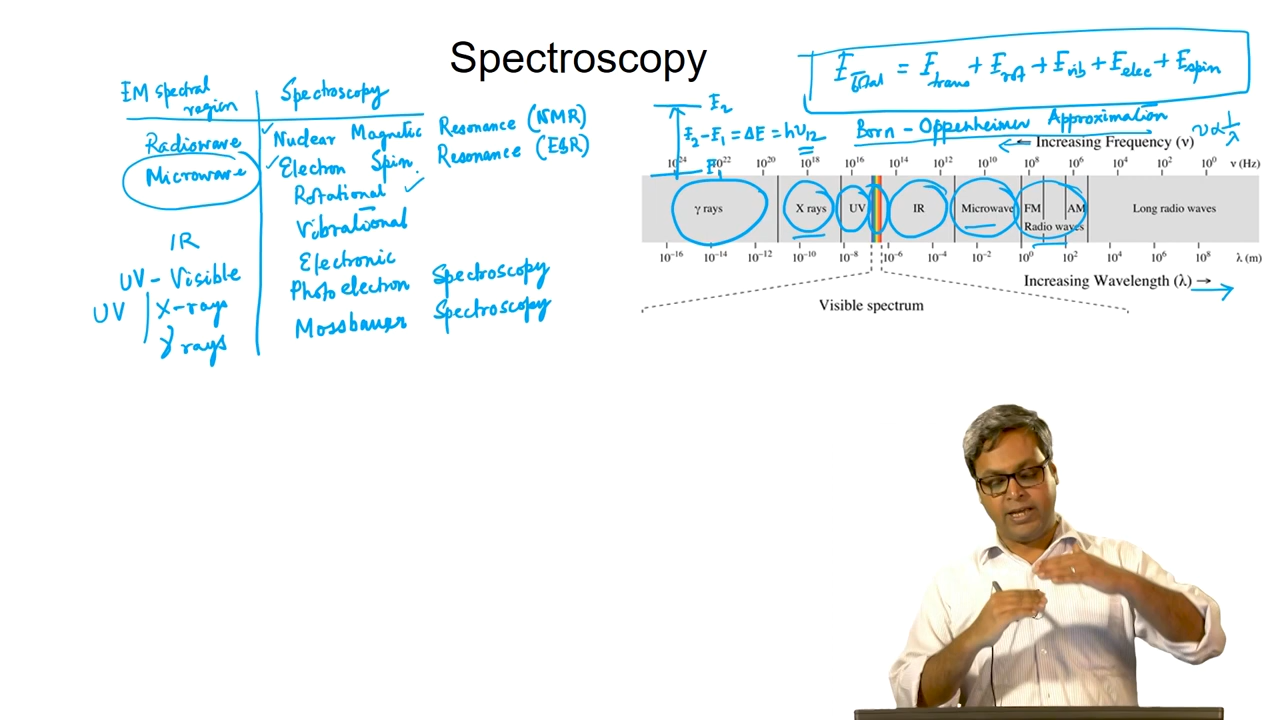 Spectroscopy
E_Total = E_trans + E_rot + E_vib + E_elec + E_spin
Born - Oppenheimer Approximation
EM spectral region | Spectroscopy
Radiowave | Nuclear Magnetic Resonance (NMR)
Microwave | Electron Spin Resonance (ESR)
Rotational
IR | Vibrational
UV - Visible | Electronic
UV | X-rays | Photoelectron Spectroscopy
γ rays | Mossbauer Spectroscopy
E2
E2 - E1 = ΔE = hν12
E1
ν ∝ 1/λ
← Increasing Frequency (ν)
10^24 10^22 10^20 10^18 10^16 10^14 10^12 10^10 10^8 10^6 10^4 10^2 10^0 ν (Hz)
γ rays X rays UV IR Microwave FM AM Long radio waves
Radio waves
10^-16 10^-14 10^-12 10^-10 10^-8 10^-6 10^-4 10^-2 10^0 10^2 10^4 10^6 10^8 λ (m)
Increasing Wavelength (λ) →
Visible spectrum